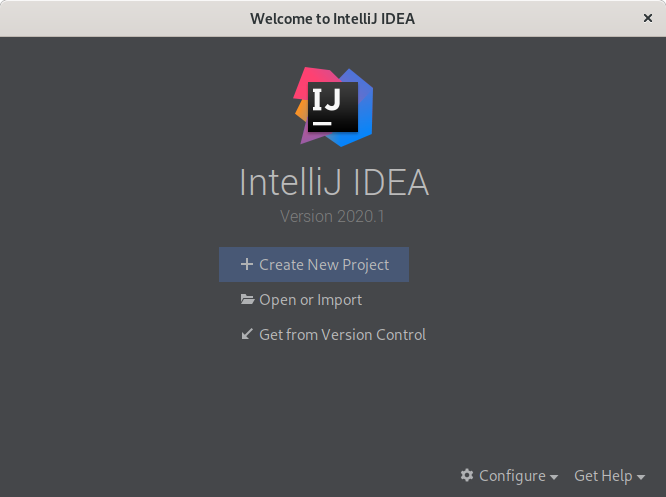 Welcome to IntelliJ IDEA
IJ
IntelliJ IDEA
Version 2020.1
Create New Project
Open or Import
Get from Version Control
Configure
Get Help